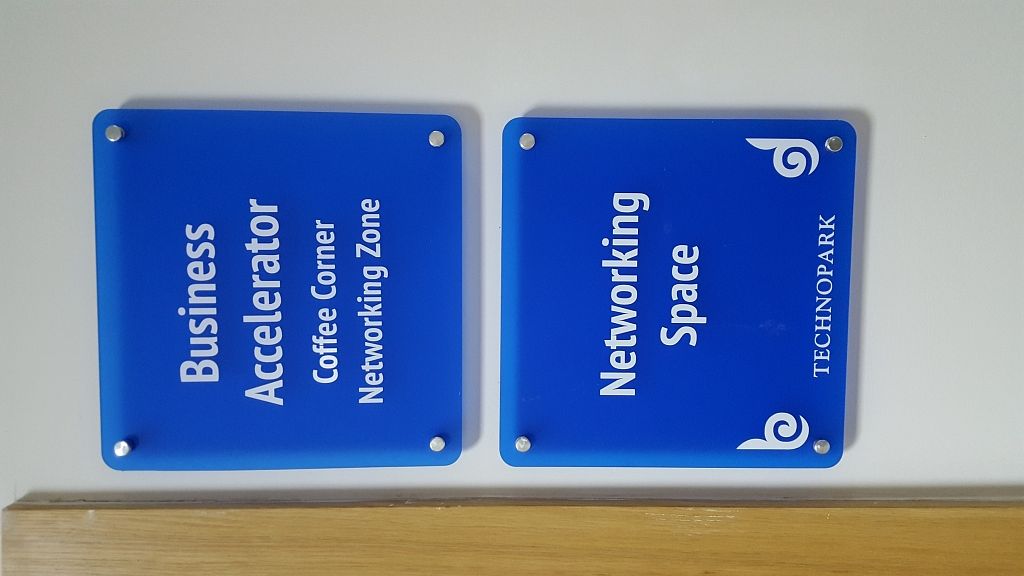 Business
Accelerator
Coffee Corner
Networking Zone
Networking
Space
TECHNOPARK